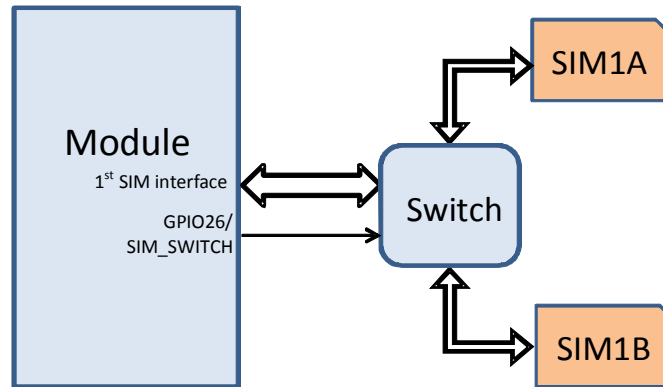 SIM1A
Module
1st SIM interface
Switch
GPIO26/
SIM_SWITCH
SIM1B